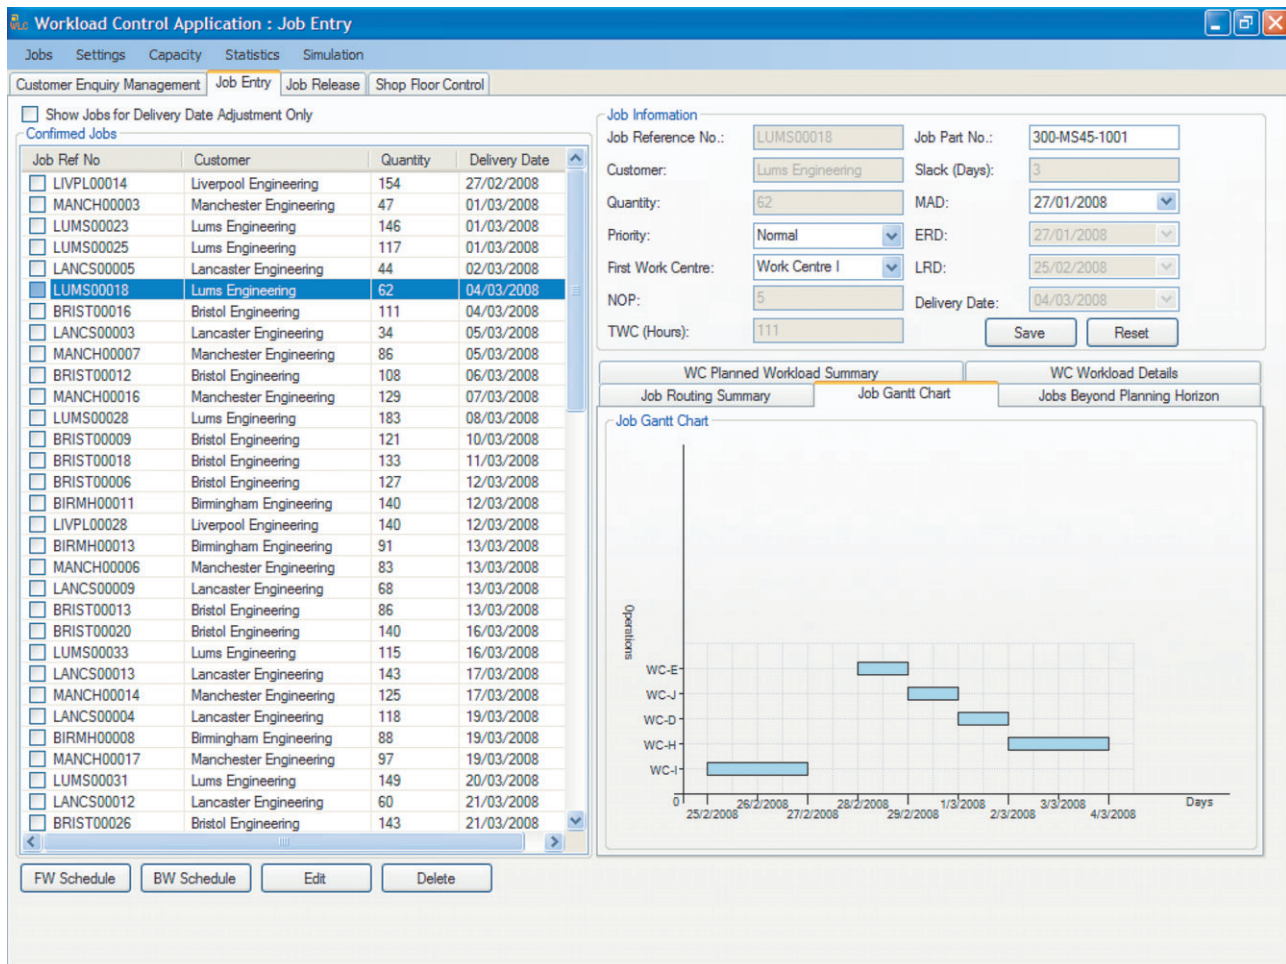 WLC Workload Control Application : Job Entry
Jobs Settings Capacity Statistics Simulation
Customer Enquiry Management Job Entry Job Release Shop Floor Control
Show Jobs for Delivery Date Adjustment Only
Confirmed Jobs
Job Ref No Customer Quantity Delivery Date
LIVPL00014 Liverpool Engineering 154 27/02/2008
MANCH00003 Manchester Engineering 47 01/03/2008
LUMS00023 Lums Engineering 146 01/03/2008
LUMS00025 Lums Engineering 117 01/03/2008
LANCS00005 Lancaster Engineering 44 02/03/2008
LUMS00018 Lums Engineering 62 04/03/2008
BRIST00016 Bristol Engineering 111 04/03/2008
LANCS00003 Lancaster Engineering 34 05/03/2008
MANCH00007 Manchester Engineering 86 05/03/2008
BRIST00012 Bristol Engineering 108 06/03/2008
MANCH00016 Manchester Engineering 129 07/03/2008
LUMS00028 Lums Engineering 183 08/03/2008
BRIST00009 Bristol Engineering 121 10/03/2008
BRIST00018 Bristol Engineering 133 11/03/2008
BRIST00006 Bristol Engineering 127 12/03/2008
BIRMH00011 Birmingham Engineering 140 12/03/2008
LIVPL00028 Liverpool Engineering 140 12/03/2008
BIRMH00013 Birmingham Engineering 91 13/03/2008
MANCH00006 Manchester Engineering 83 13/03/2008
LANCS00009 Lancaster Engineering 68 13/03/2008
BRIST00013 Bristol Engineering 86 13/03/2008
BRIST00020 Bristol Engineering 140 16/03/2008
LUMS00033 Lums Engineering 115 16/03/2008
LANCS00013 Lancaster Engineering 143 17/03/2008
MANCH00014 Manchester Engineering 125 17/03/2008
LANCS00004 Lancaster Engineering 118 19/03/2008
BIRMH00008 Birmingham Engineering 88 19/03/2008
MANCH00017 Manchester Engineering 97 19/03/2008
LUMS00031 Lums Engineering 149 20/03/2008
LANCS00012 Lancaster Engineering 60 21/03/2008
BRIST00026 Bristol Engineering 143 21/03/2008
FW Schedule BW Schedule Edit Delete
Job Information
Job Reference No.: LUMS00018 Job Part No.: 300-MS45-1001
Customer: Lums Engineering Slack (Days): 3
Quantity: 62 MAD: 27/01/2008
Priority: Normal ERD: 27/01/2008
First Work Centre: Work Centre I LRD: 25/02/2008
NOP: 5 Delivery Date: 04/03/2008
TWC (Hours): 111 Save Reset
WC Planned Workload Summary WC Workload Details
Job Routing Summary Job Gantt Chart Jobs Beyond Planning Horizon
Job Gantt Chart
Operations
WC-E
WC-J
WC-D
WC-H
WC-I
0 26/2/2008 28/2/2008 1/3/2008 3/3/2008 Days
25/2/2008 27/2/2008 29/2/2008 2/3/2008 4/3/2008